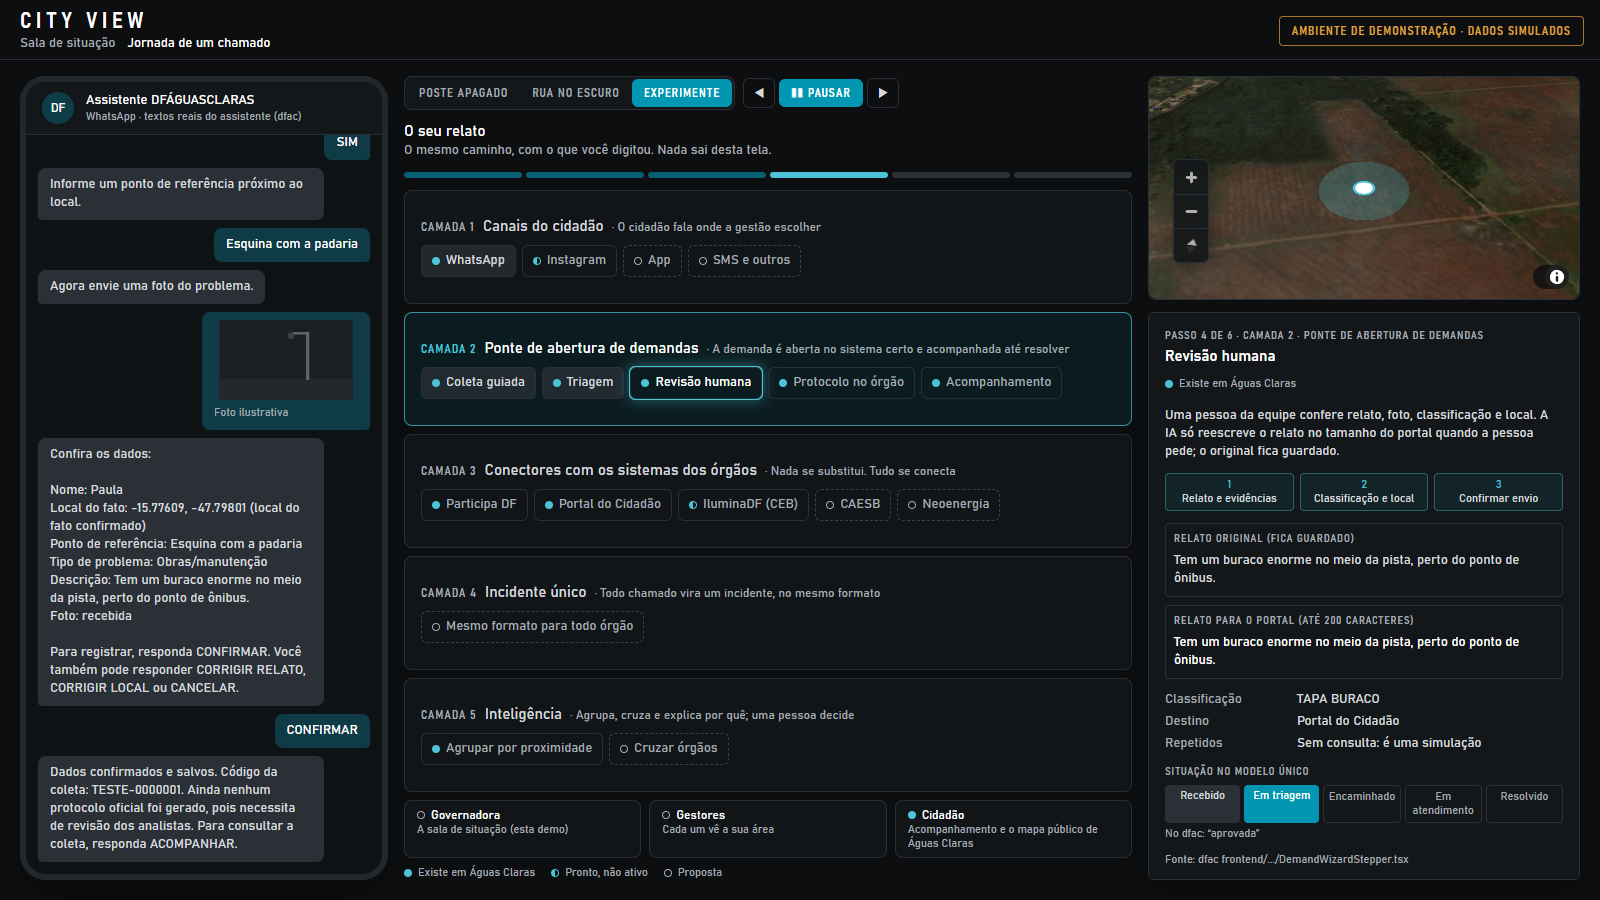 CITY VIEW
Sala de situação Jornada de um chamado
AMBIENTE DE DEMONSTRAÇÃO · DADOS SIMULADOS
DF
Assistente DFÁGUASCLARAS
WhatsApp · textos reais do assistente (dfac)
SIM
Informe um ponto de referência próximo ao
local.
Esquina com a padaria
Agora envie uma foto do problema.
Foto ilustrativa
Confira os dados:
Nome: Paula
Local do fato: -15.77609, -47.79801 (local do
fato confirmado)
Ponto de referência: Esquina com a padaria
Tipo de problema: Obras/manutenção
Descrição: Tem um buraco enorme no meio
da pista, perto do ponto de ônibus.
Foto: recebida
Para registrar, responda CONFIRMAR. Você
também pode responder CORRIGIR RELATO,
CORRIGIR LOCAL ou CANCELAR.
CONFIRMAR
Dados confirmados e salvos. Código da
coleta: TESTE-0000001. Ainda nenhum
protocolo oficial foi gerado, pois necessita
de revisão dos analistas. Para consultar a
coleta, responda ACOMPANHAR.
POSTE APAGADO RUA NO ESCURO EXPERIMENTE PAUSAR
O seu relato
O mesmo caminho, com o que você digitou. Nada sai desta tela.
CAMADA 1 Canais do cidadão · O cidadão fala onde a gestão escolher
WhatsApp Instagram App SMS e outros
CAMADA 2 Ponte de abertura de demandas · A demanda é aberta no sistema certo e acompanhada até resolver
Coleta guiada Triagem Revisão humana Protocolo no órgão Acompanhamento
CAMADA 3 Conectores com os sistemas dos órgãos · Nada se substitui. Tudo se conecta
Participa DF Portal do Cidadão IluminaDF (CEB) CAESB Neoenergia
CAMADA 4 Incidente único · Todo chamado vira um incidente, no mesmo formato
Mesmo formato para todo órgão
CAMADA 5 Inteligência · Agrupa, cruza e explica por quê; uma pessoa decide
Agrupar por proximidade Cruzar órgãos
Governadora
A sala de situação (esta demo)
Gestores
Cada um vê a sua área
Cidadão
Acompanhamento e o mapa público de
Águas Claras
Existe em Águas Claras Pronto, não ativo Proposta
PASSO 4 DE 6 · CAMADA 2 · PONTE DE ABERTURA DE DEMANDAS
Revisão humana
Existe em Águas Claras
Uma pessoa da equipe confere relato, foto, classificação e local. A
IA só reescreve o relato no tamanho do portal quando a pessoa
pede; o original fica guardado.
1
Relato e evidências
2
Classificação e local
3
Confirmar envio
RELATO ORIGINAL (FICA GUARDADO)
Tem um buraco enorme no meio da pista, perto do ponto de
ônibus.
RELATO PARA O PORTAL (ATÉ 200 CARACTERES)
Tem um buraco enorme no meio da pista, perto do ponto de
ônibus.
Classificação TAPA BURACO
Destino Portal do Cidadão
Repetidos Sem consulta: é uma simulação
SITUAÇÃO NO MODELO ÚNICO
Recebido
Em triagem
Encaminhado
Em
atendimento
Resolvido
No dfac: "aprovada"
Fonte: dfac frontend/…/DemandWizardStepper.tsx